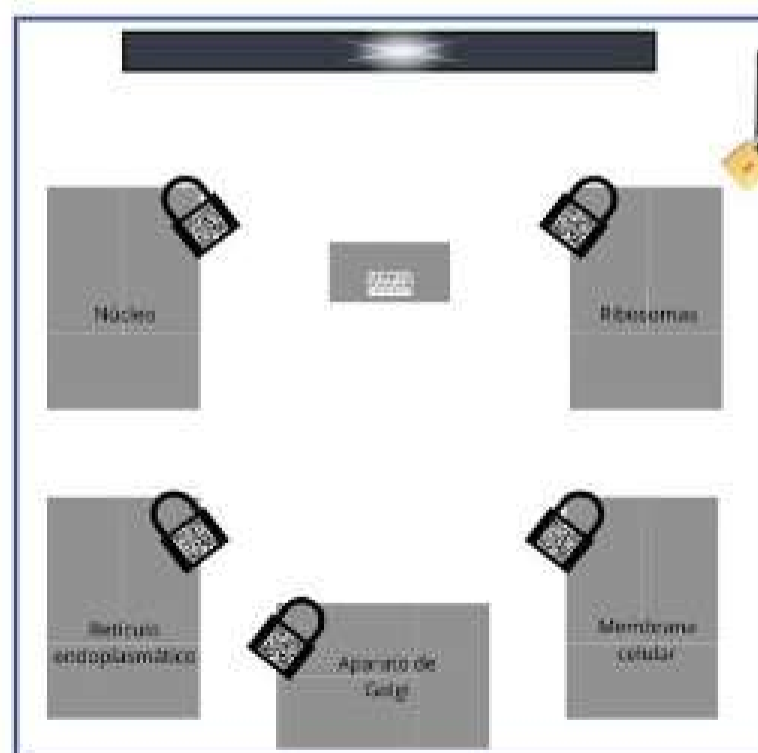 Núcleo
Ribosomas
Retículo
endoplasmático
Aparato de
Golgi
Membrana
celular